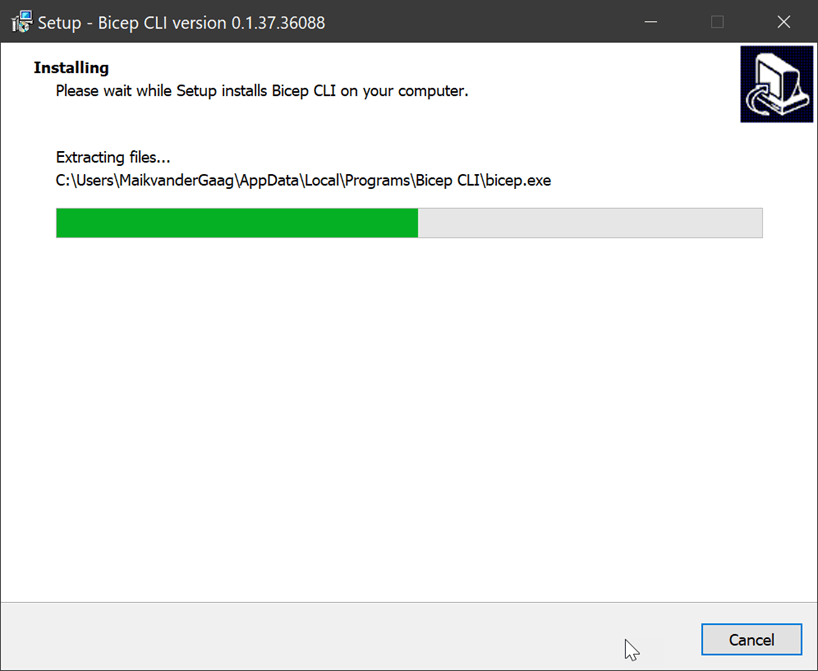 Setup - Bicep CLI version 0.1.37.36088
Installing
Please wait while Setup installs Bicep CLI on your computer.
Extracting files...
C:\Users\MaikvanderGaag\AppData\Local\Programs\Bicep CLI\bicep.exe
Cancel